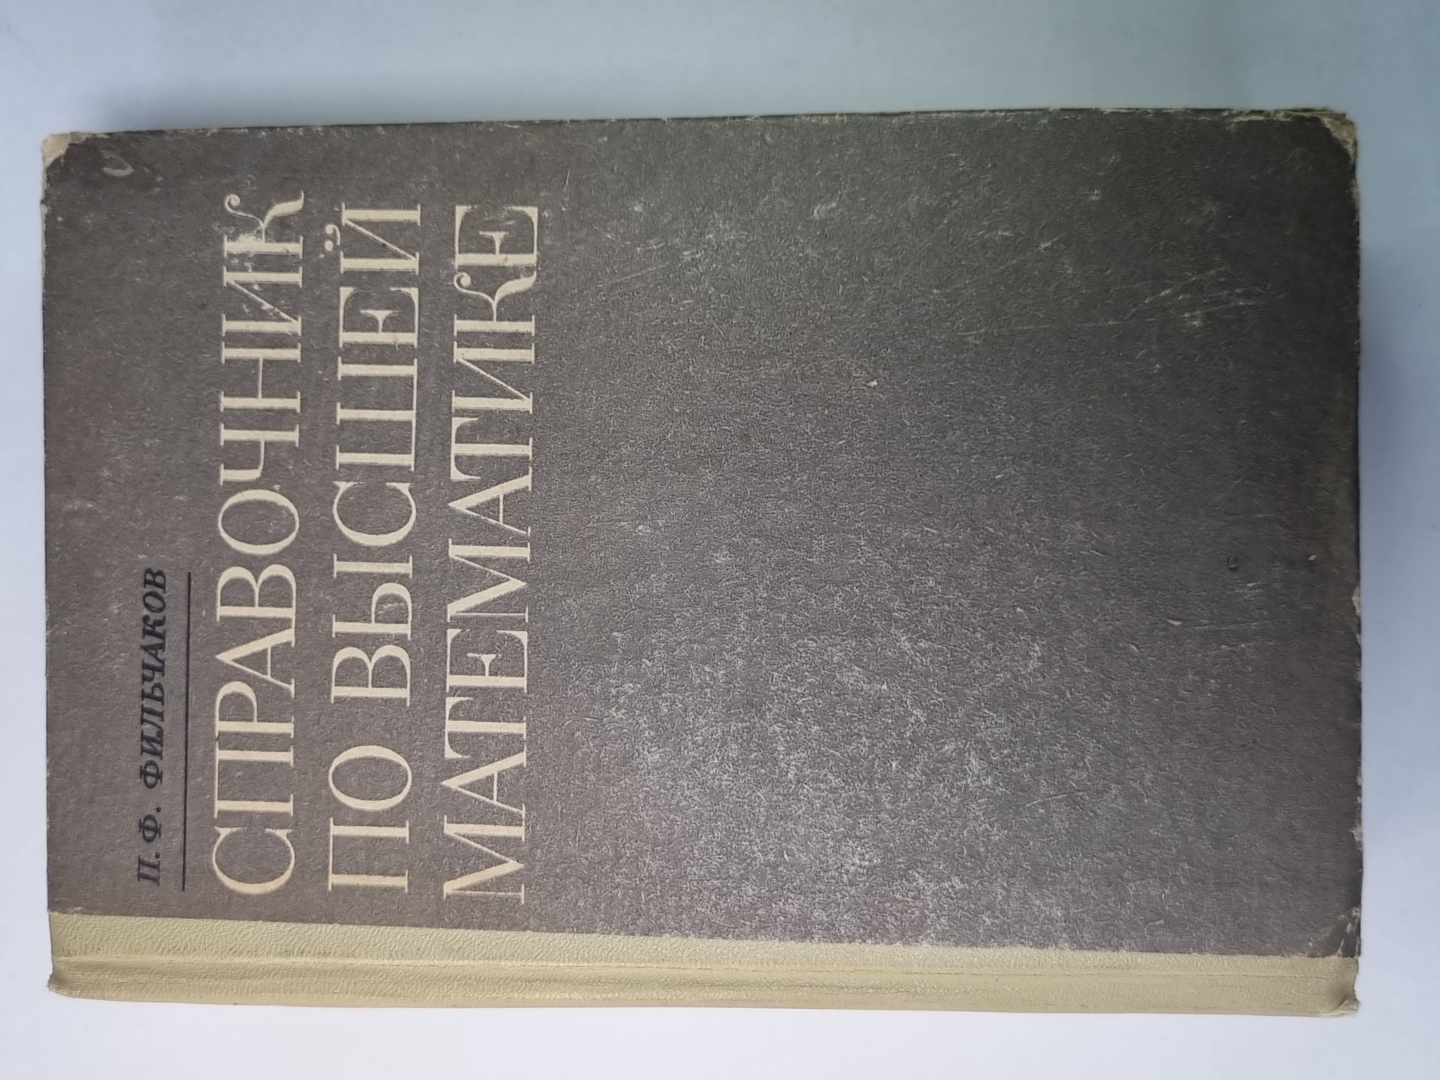 П. Ф. ФИЛЬЧАКОВ
СПРАВОЧНИК
ПО ВЫСШЕЙ
МАТЕМАТИКЕ